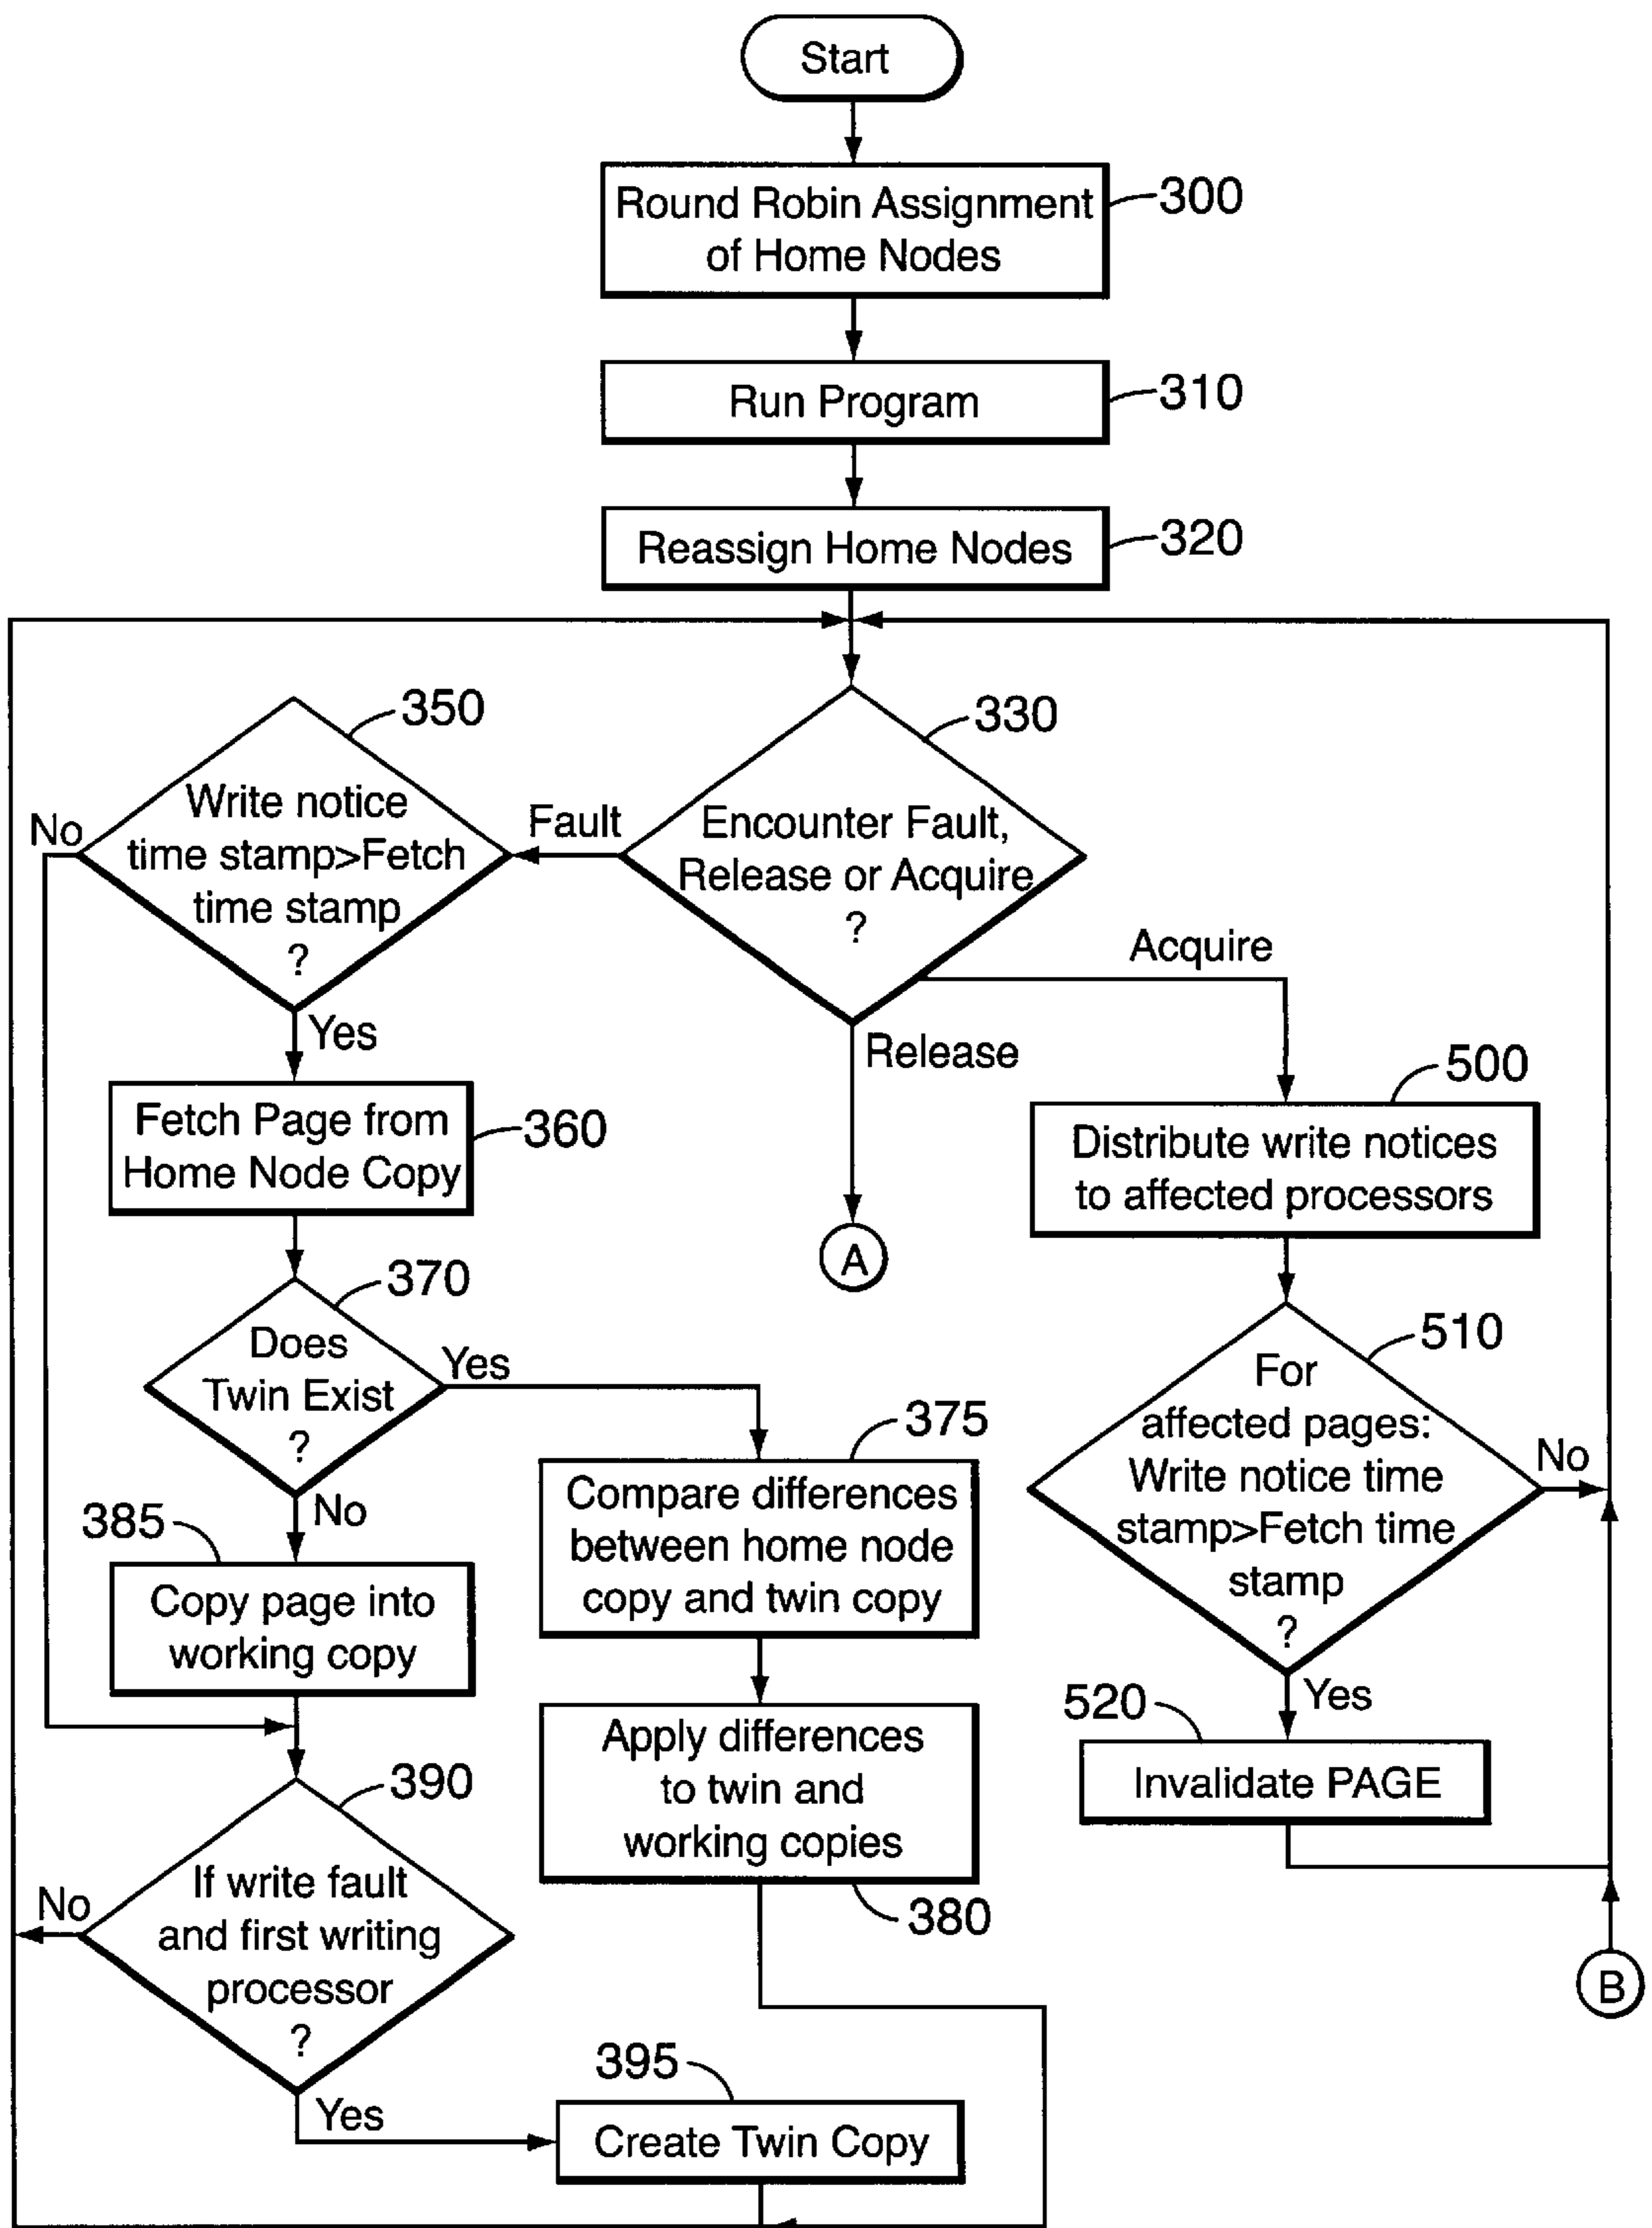 Start
Round Robin Assignment
of Home Nodes
300
Run Program
310
Reassign Home Nodes
320
350
330
Write notice
time stamp>Fetch
time stamp
?
No
Fault
Encounter Fault,
Release or Acquire
?
Acquire
Yes
Release
500
Fetch Page from
Home Node Copy
360
Distribute write notices
to affected processors
A
370
Does
Twin Exist
?
Yes
510
For
affected pages:
Write notice time
stamp>Fetch time
stamp
?
No
375
Compare differences
between home node
copy and twin copy
No
385
Copy page into
working copy
Yes
520
Invalidate PAGE
Apply differences
to twin and
working copies
380
390
If write fault
and first writing
processor
?
No
B
Yes
395
Create Twin Copy